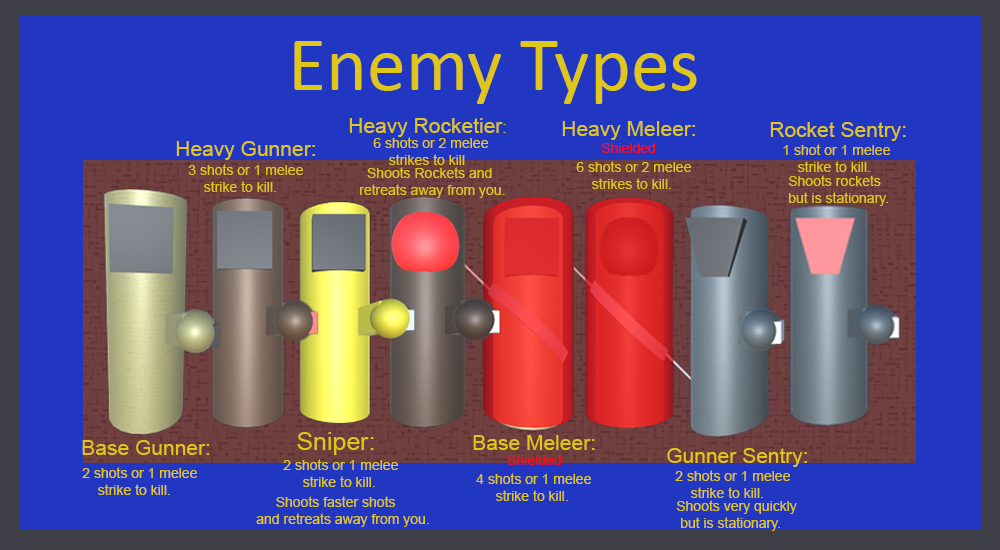 Enemy Types
Heavy Gunner:
3 shots or 1 melee
strike to kill.
Heavy Rocketier:
6 shots or 2 melee
strikes to kill
Shoots Rockets and
retreats away from you.
Heavy Meleer:
Shielded
6 shots or 2 melee
strikes to kill.
Rocket Sentry:
1 shot or 1 melee
strike to kill.
Shoots rockets
but is stationary.
Base Gunner:
2 shots or 1 melee
strike to kill.
Sniper:
2 shots or 1 melee
strike to kill.
Shoots faster shots
and retreats away from you.
Base Meleer:
Shielded
4 shots or 1 melee
strike to kill.
Gunner Sentry:
2 shots or 1 melee
strike to kill.
Shoots very quickly
but is stationary.